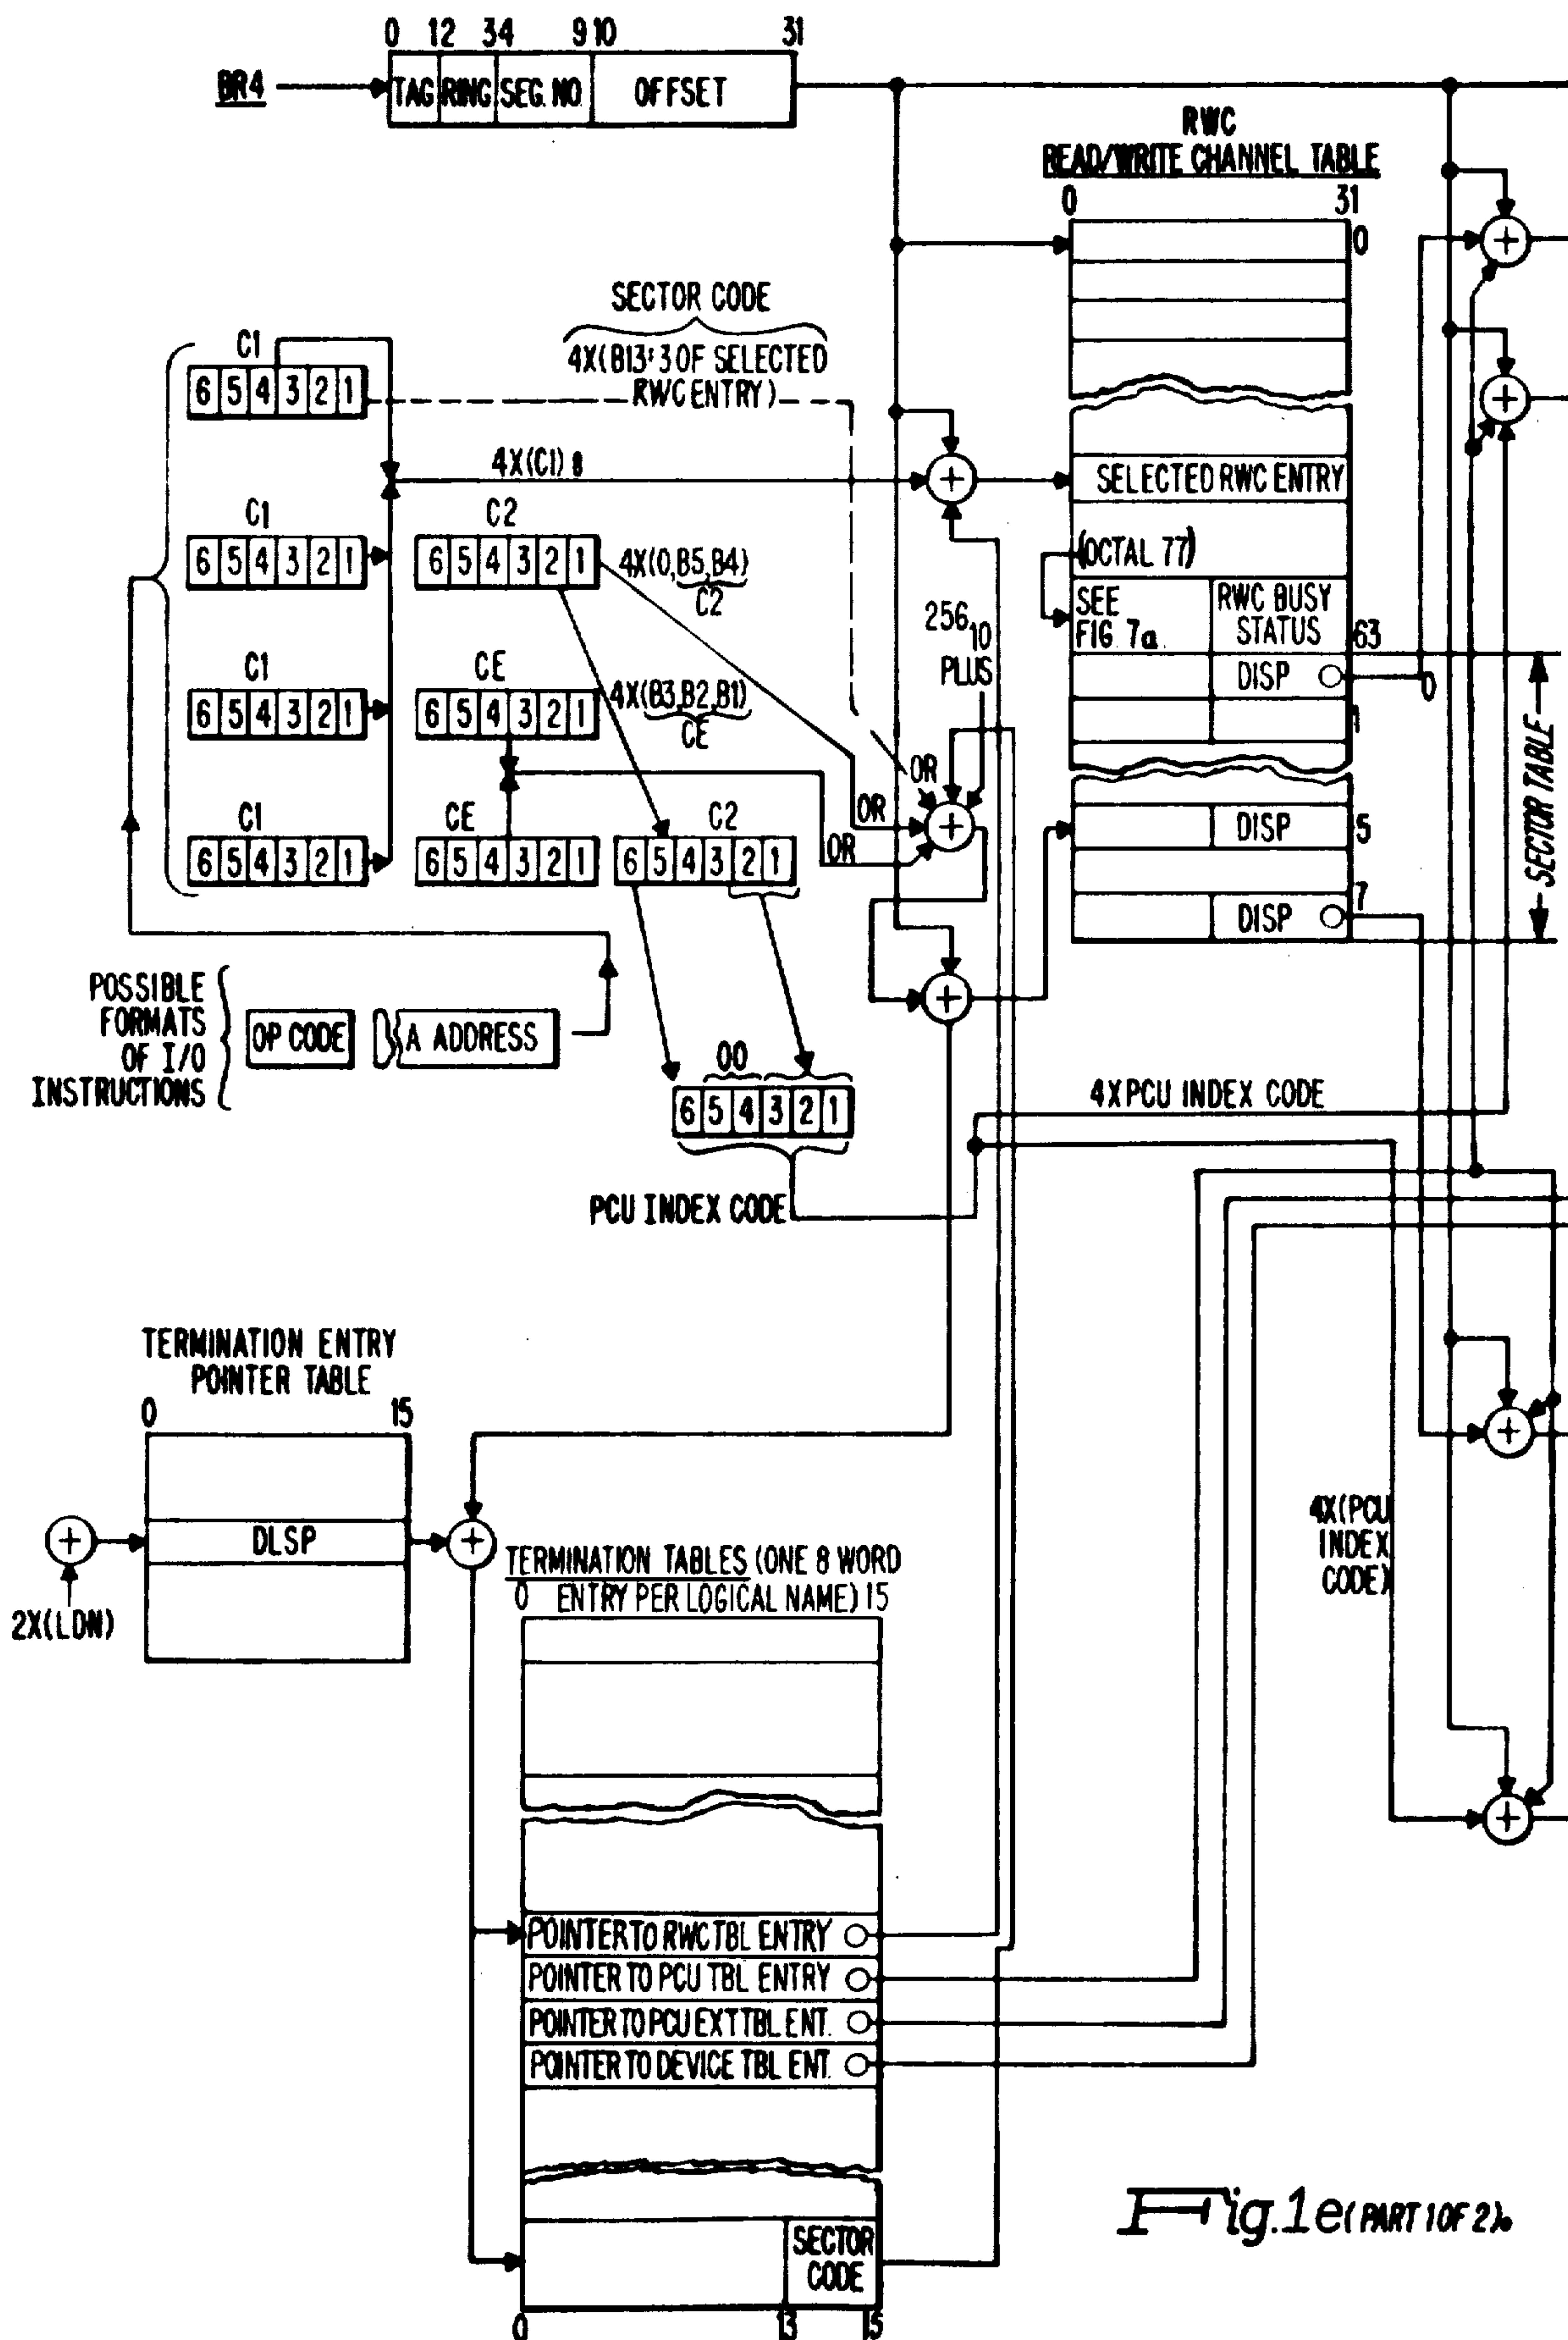 0 12 34 9 10 31
BR4
TAG RING SEG. NO. OFFSET
RWC
READ/WRITE CHANNEL TABLE
0 31
0
SECTOR CODE
4X(B13:3 OF SELECTED
RWC ENTRY)
C1
6 5 4 3 2 1
4X(C1) 8
SELECTED RWC ENTRY
C1 C2
6 5 4 3 2 1 6 5 4 3 2 1
4X(0,B5,B4)
C2
(OCTAL 77)
SEE
FIG. 7a
RWC BUSY
STATUS
63
256 10
PLUS
DISP
0
1
C1 CE
6 5 4 3 2 1 6 5 4 3 2 1
4X(B3,B2,B1)
CE
OR
OR
OR
SECTOR TABLE
C1 CE C2
6 5 4 3 2 1 6 5 4 3 2 1 6 5 4 3 2 1
DISP 5
7
DISP
POSSIBLE
FORMATS
OF I/O
INSTRUCTIONS
OP CODE A ADDRESS
00
6 5 4 3 2 1
4X PCU INDEX CODE
PCU INDEX CODE
TERMINATION ENTRY
POINTER TABLE
0 15
DLSP
2X(LDN)
4X(PCU
INDEX
CODE)
TERMINATION TABLES (ONE 8 WORD
0 ENTRY PER LOGICAL NAME) 15
POINTER TO RWC TBL ENTRY
POINTER TO PCU TBL ENTRY
POINTER TO PCU EXT TBL ENT.
POINTER TO DEVICE TBL ENT.
SECTOR
CODE
0 13 15
Fig.1e (PART 1 OF 2).